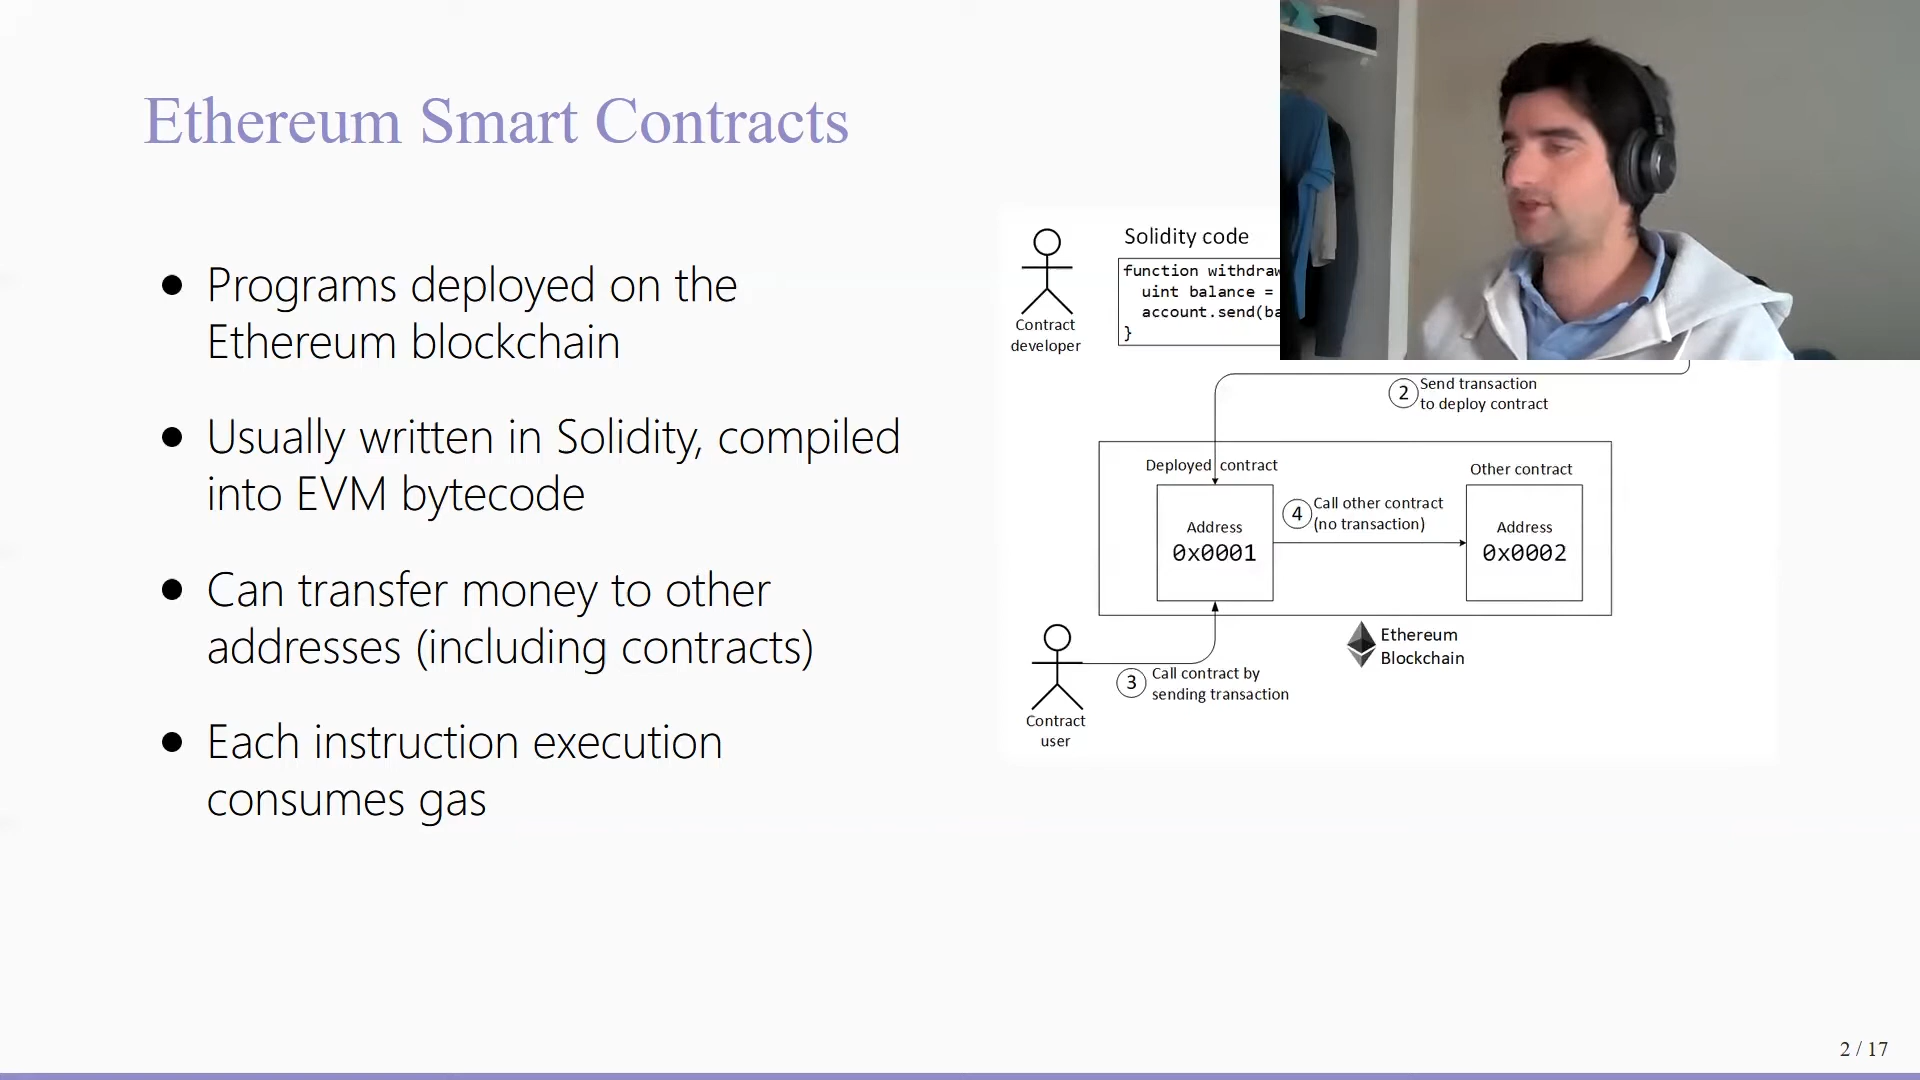 Ethereum Smart Contracts
● Programs deployed on the
Ethereum blockchain
● Usually written in Solidity, compiled
into EVM bytecode
● Can transfer money to other
addresses (including contracts)
● Each instruction execution
consumes gas
Solidity code
function withdraw
uint balance =
account.send(ba
}
Contract
developer
2
Send transaction
to deploy contract
Deployed contract
Other contract
Address
0x0001
4
Call other contract
(no transaction)
Address
0x0002
Ethereum
Blockchain
3
Call contract by
sending transaction
Contract
user
2 / 17